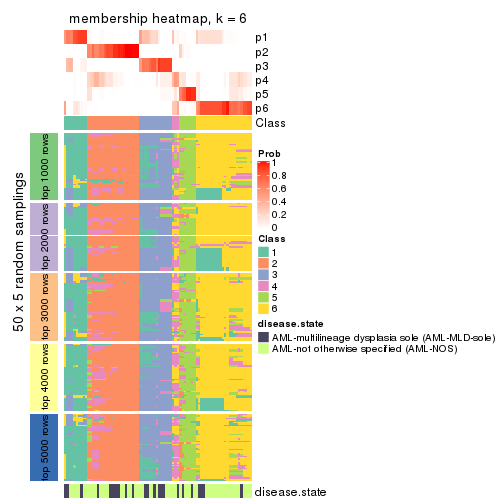 membership heatmap, k = 6
p1
p2
p3
p4
p5
p6
Class
50 x 5 random samplings
top 1000 rows
top 2000 rows
top 3000 rows
top 4000 rows
top 5000 rows
Prob
1
0.8
0.6
0.4
0.2
0
Class
1
2
3
4
5
6
disease.state
AML-multilineage dysplasia sole (AML-MLD-sole)
AML-not otherwise specified (AML-NOS)
disease.state